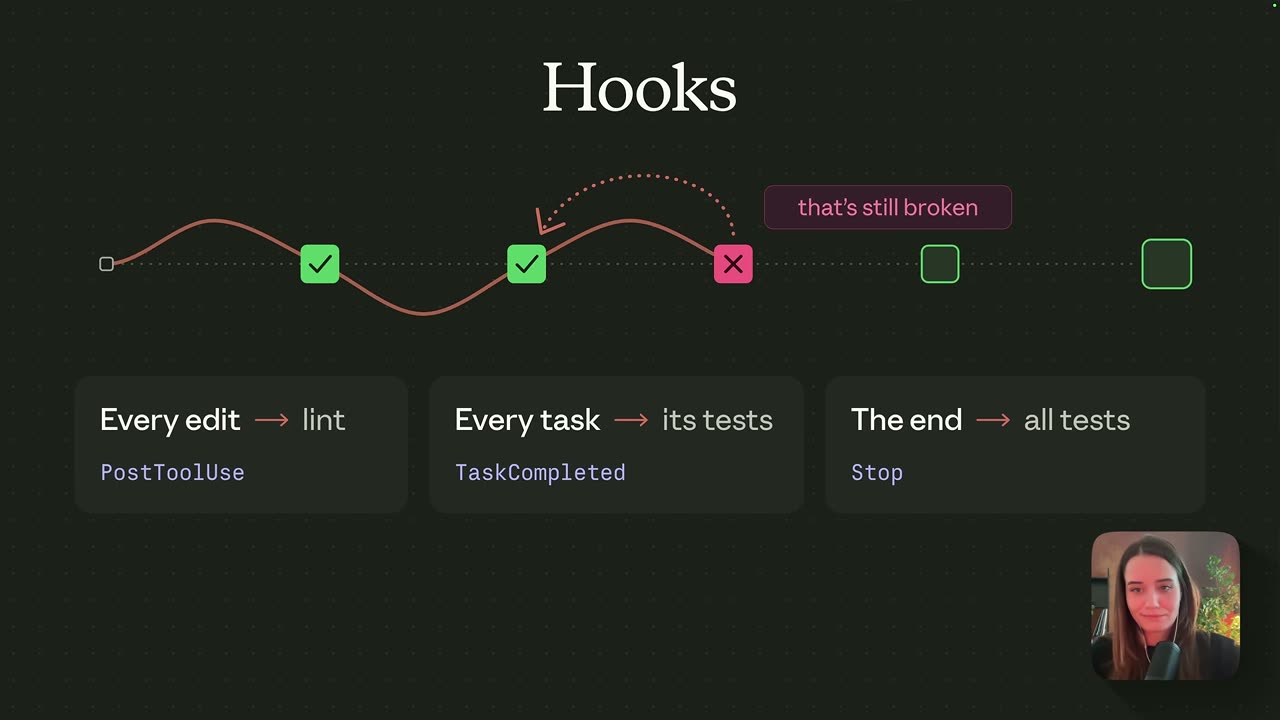 Hooks
that's still broken
Every edit → lint
PostToolUse
Every task → its tests
TaskCompleted
The end → all tests
Stop